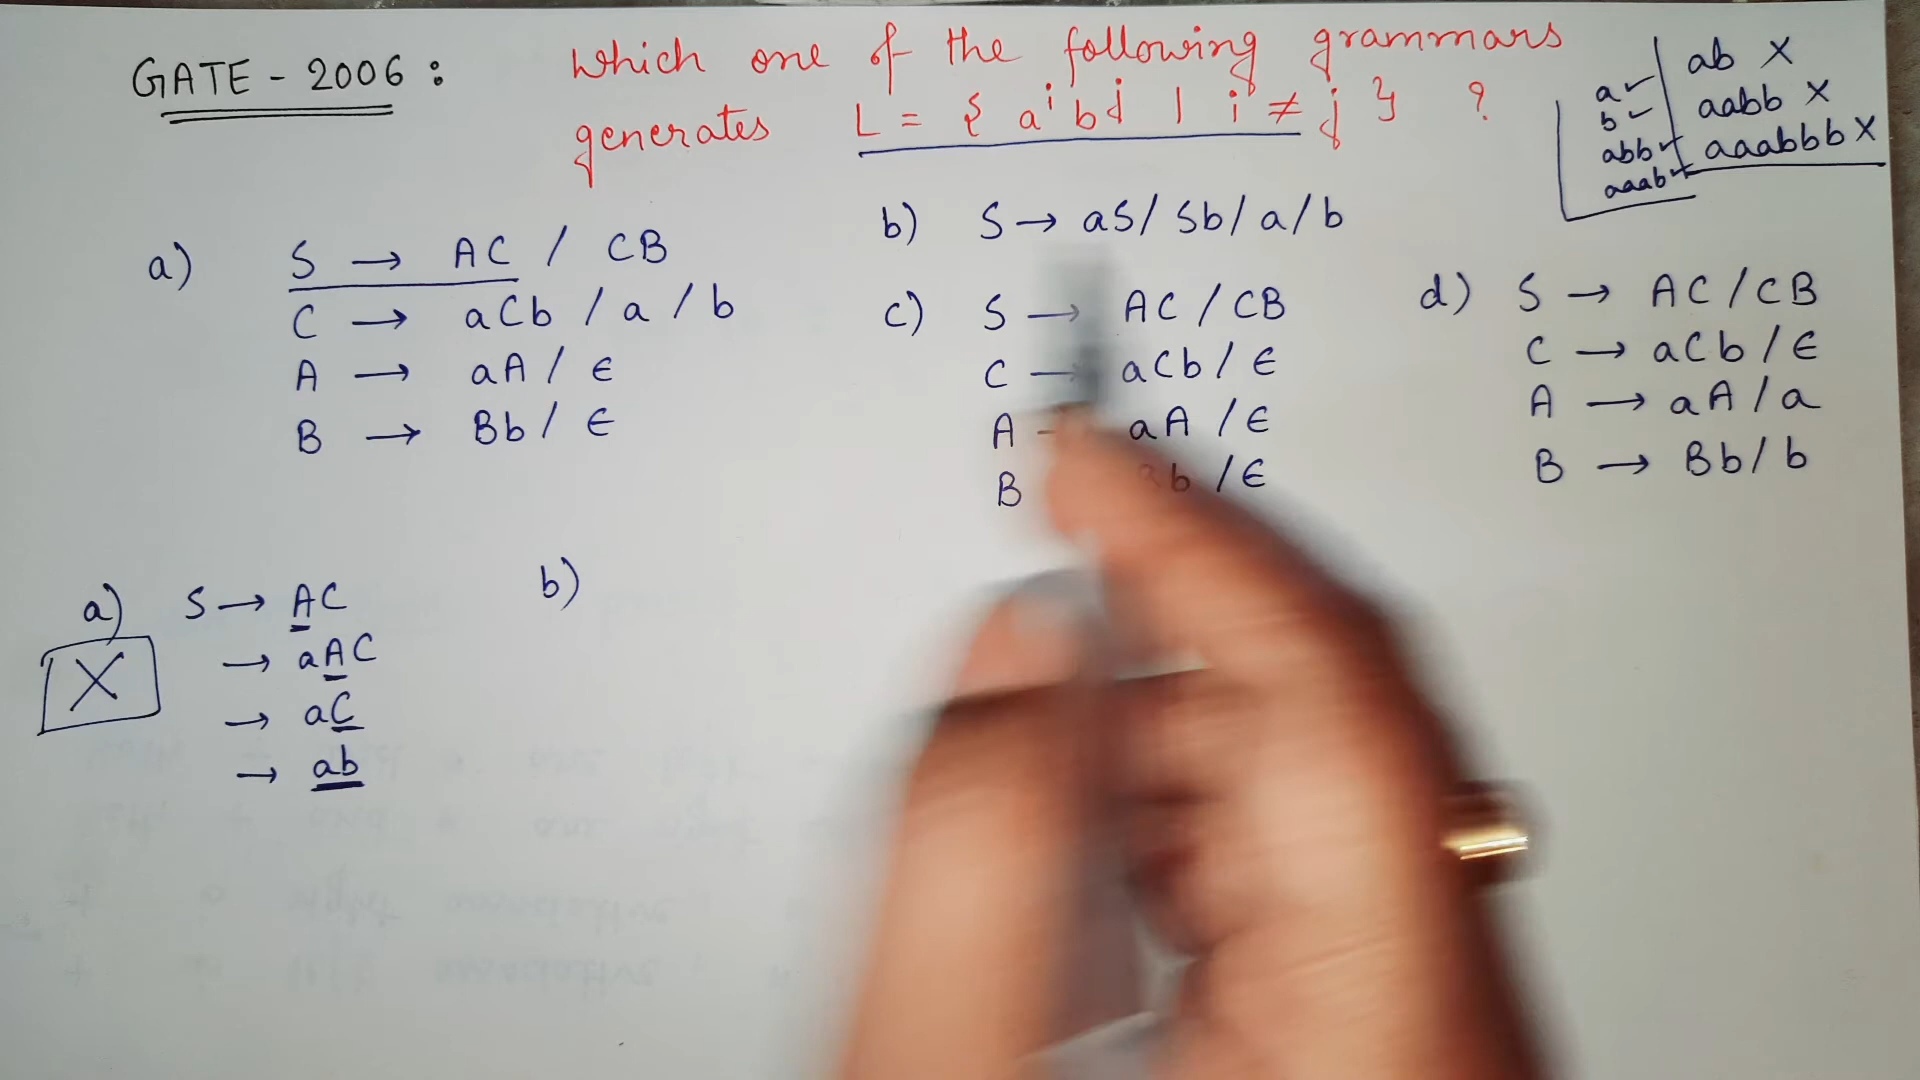 GATE - 2006 : Which one of the following grammars
generates L = { a^i b^j | i ≠ j } ?
a ✓
b ✓
abb ✓
aaab ✓
ab X
aabb X
aaabbb X
a) S → AC / CB
C → aCb / a / b
A → aA / ϵ
B → Bb / ϵ
b) S → aS / Sb / a / b
c) S → AC / CB
C → aCb / ϵ
A → aA / ϵ
B b / ϵ
d) S → AC / CB
C → aCb / ϵ
A → aA / a
B → Bb / b
a) S → AC
→ aAC
→ aC
→ ab
X
b)